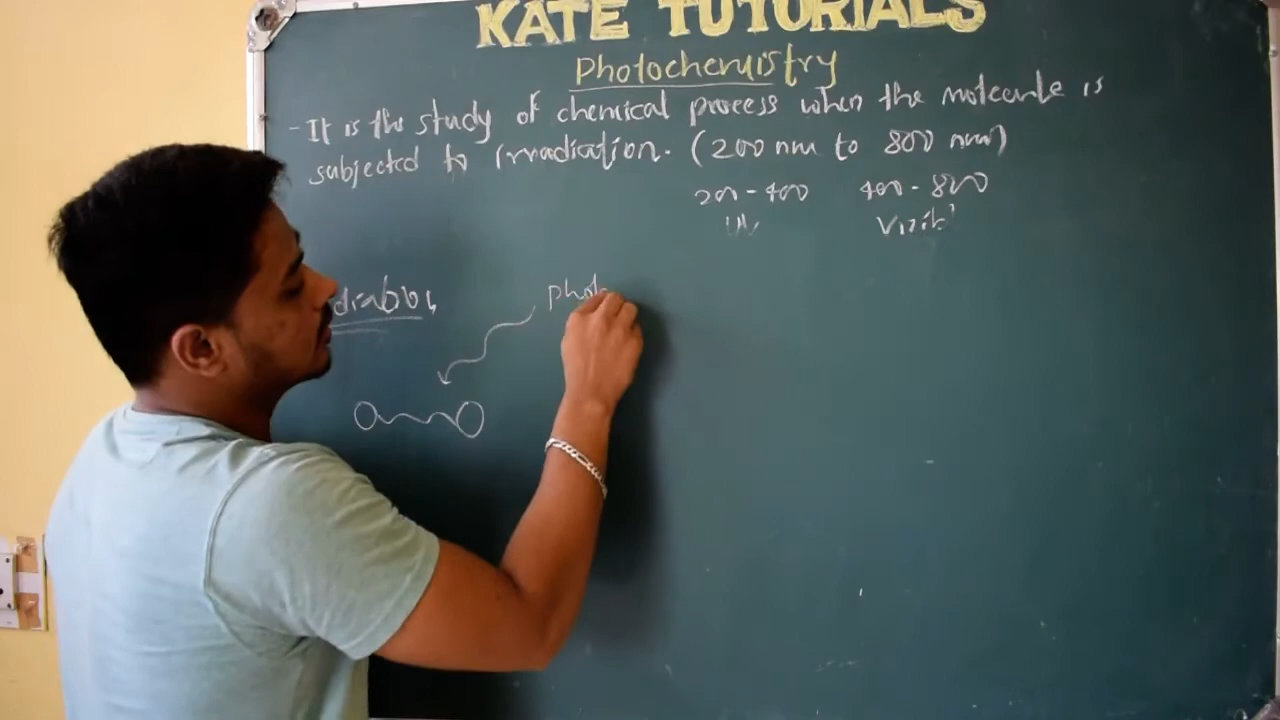 KATE TUTORIALS
Photochemistry
- It is the study of chemical process when the molecule is
subjected to irradiation. (200 nm to 800 nm)
200 - 400 400 - 800
UV
phot